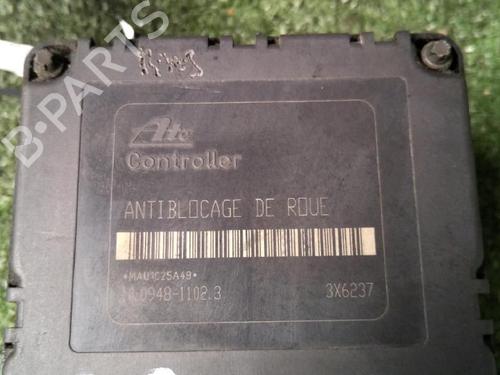 B-PARTS
Ate
Controller
ANTIBLOCAGE DE ROUE
*MAU1C25A49*
10.0948-1102.3 3X6237